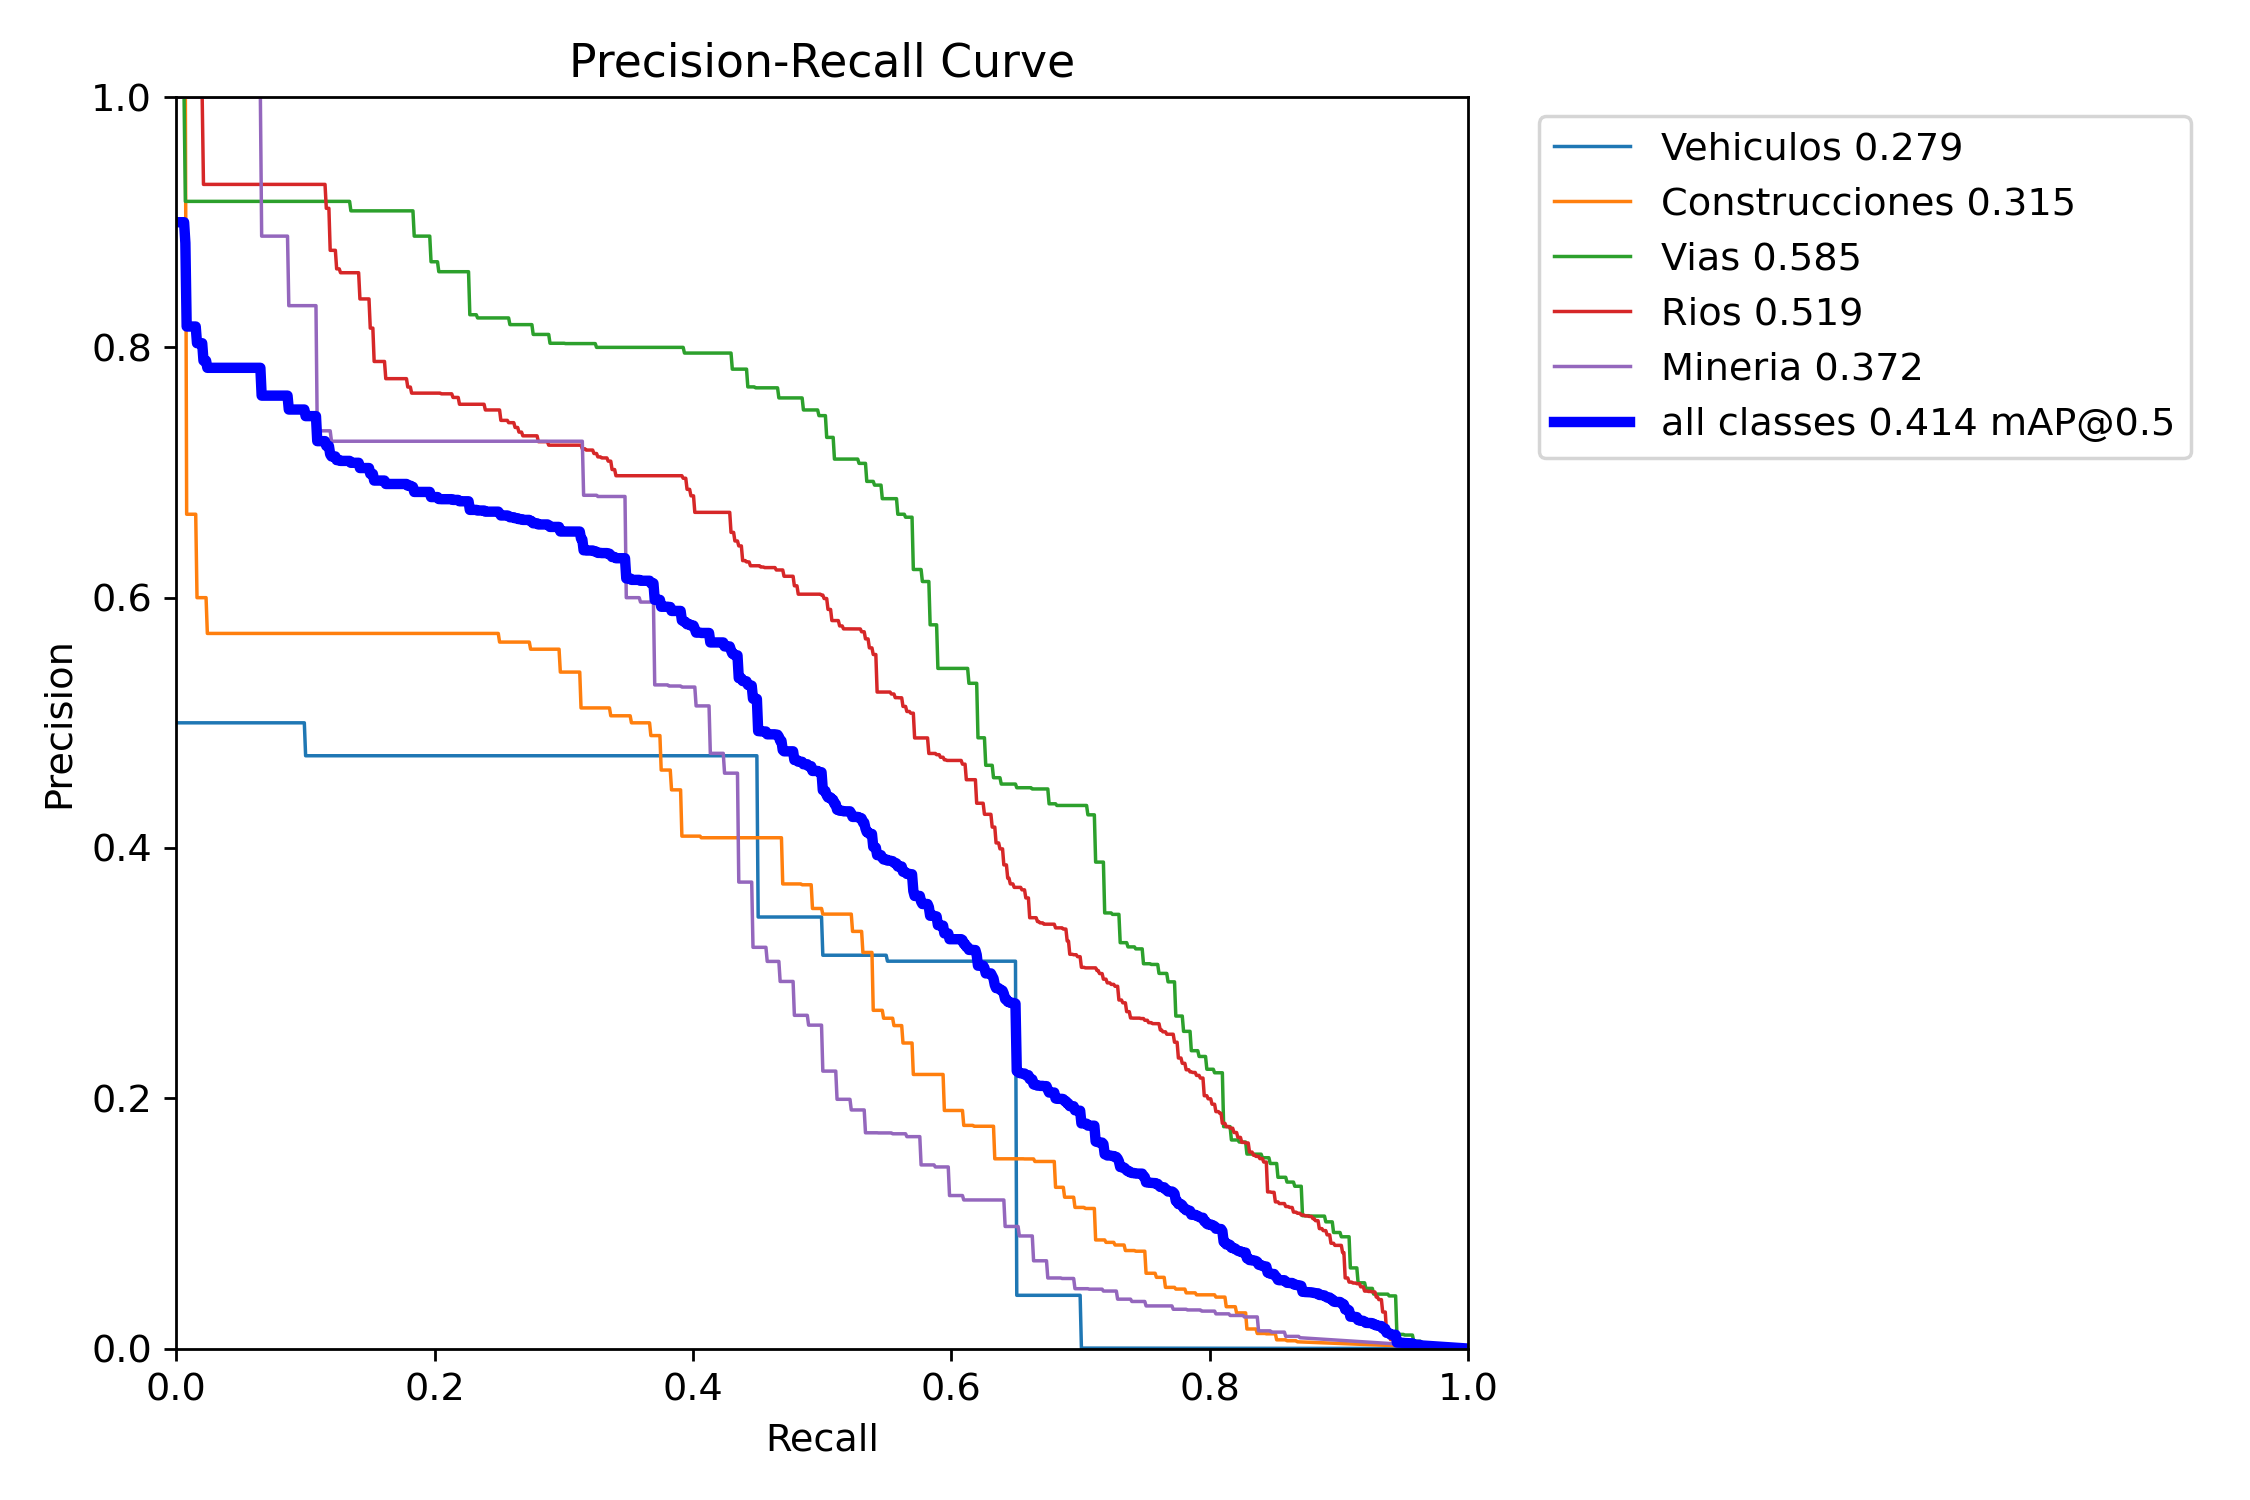 Precision-Recall Curve
1.0
0.8
0.6
0.4
0.2
0.0
Precision
0.0 0.2 0.4 0.6 0.8 1.0
Recall
Vehiculos 0.279
Construcciones 0.315
Vias 0.585
Rios 0.519
Mineria 0.372
all classes 0.414 mAP@0.5